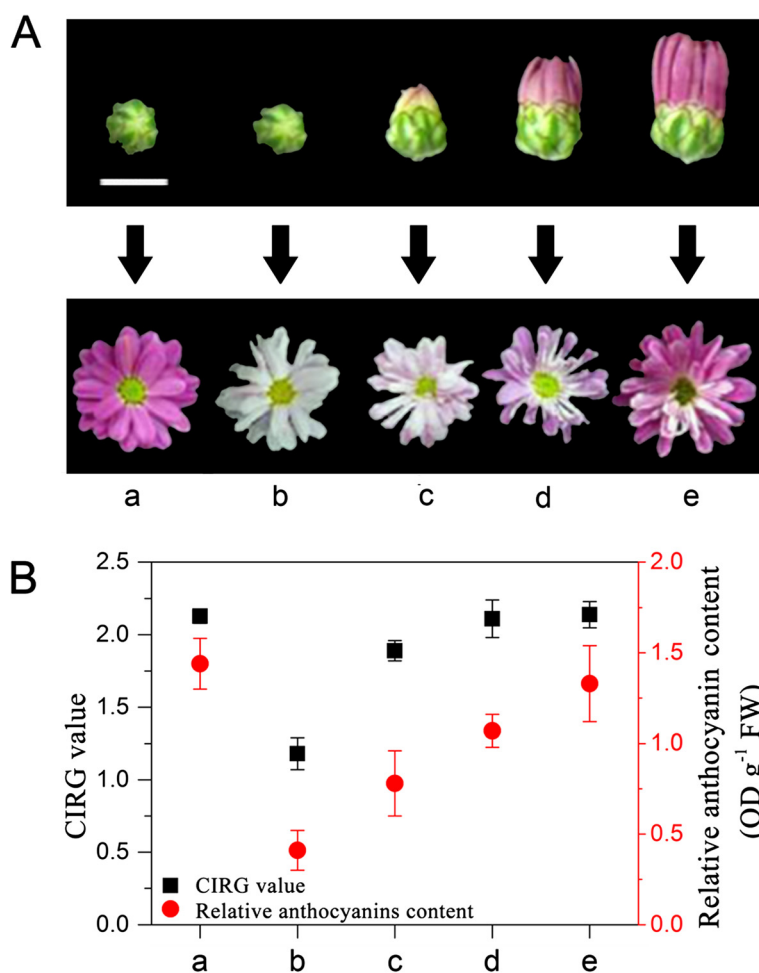 A
a b c d e
B
CIRG value
2.5
2.0
1.5
1.0
0.5
0.0
CIRG value
Relative anthocyanins content
2.0
1.5
1.0
0.5
0.0
Relative anthocyanin content
(OD g⁻¹ FW)
a b c d e